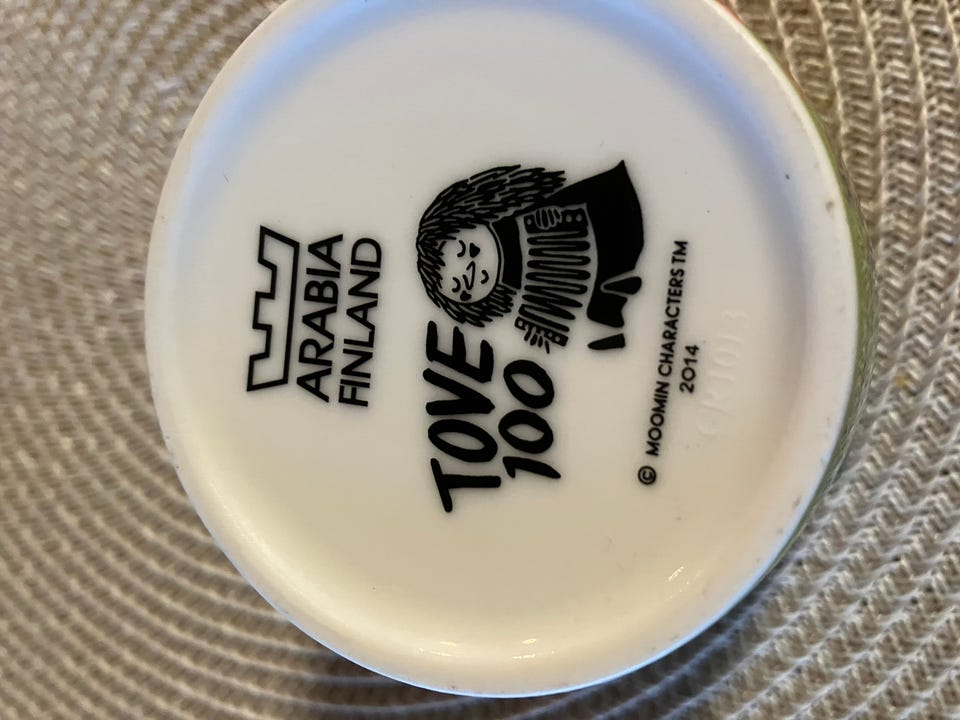 ARABIA
FINLAND
TOVE
100
© MOOMIN CHARACTERS TM
2014